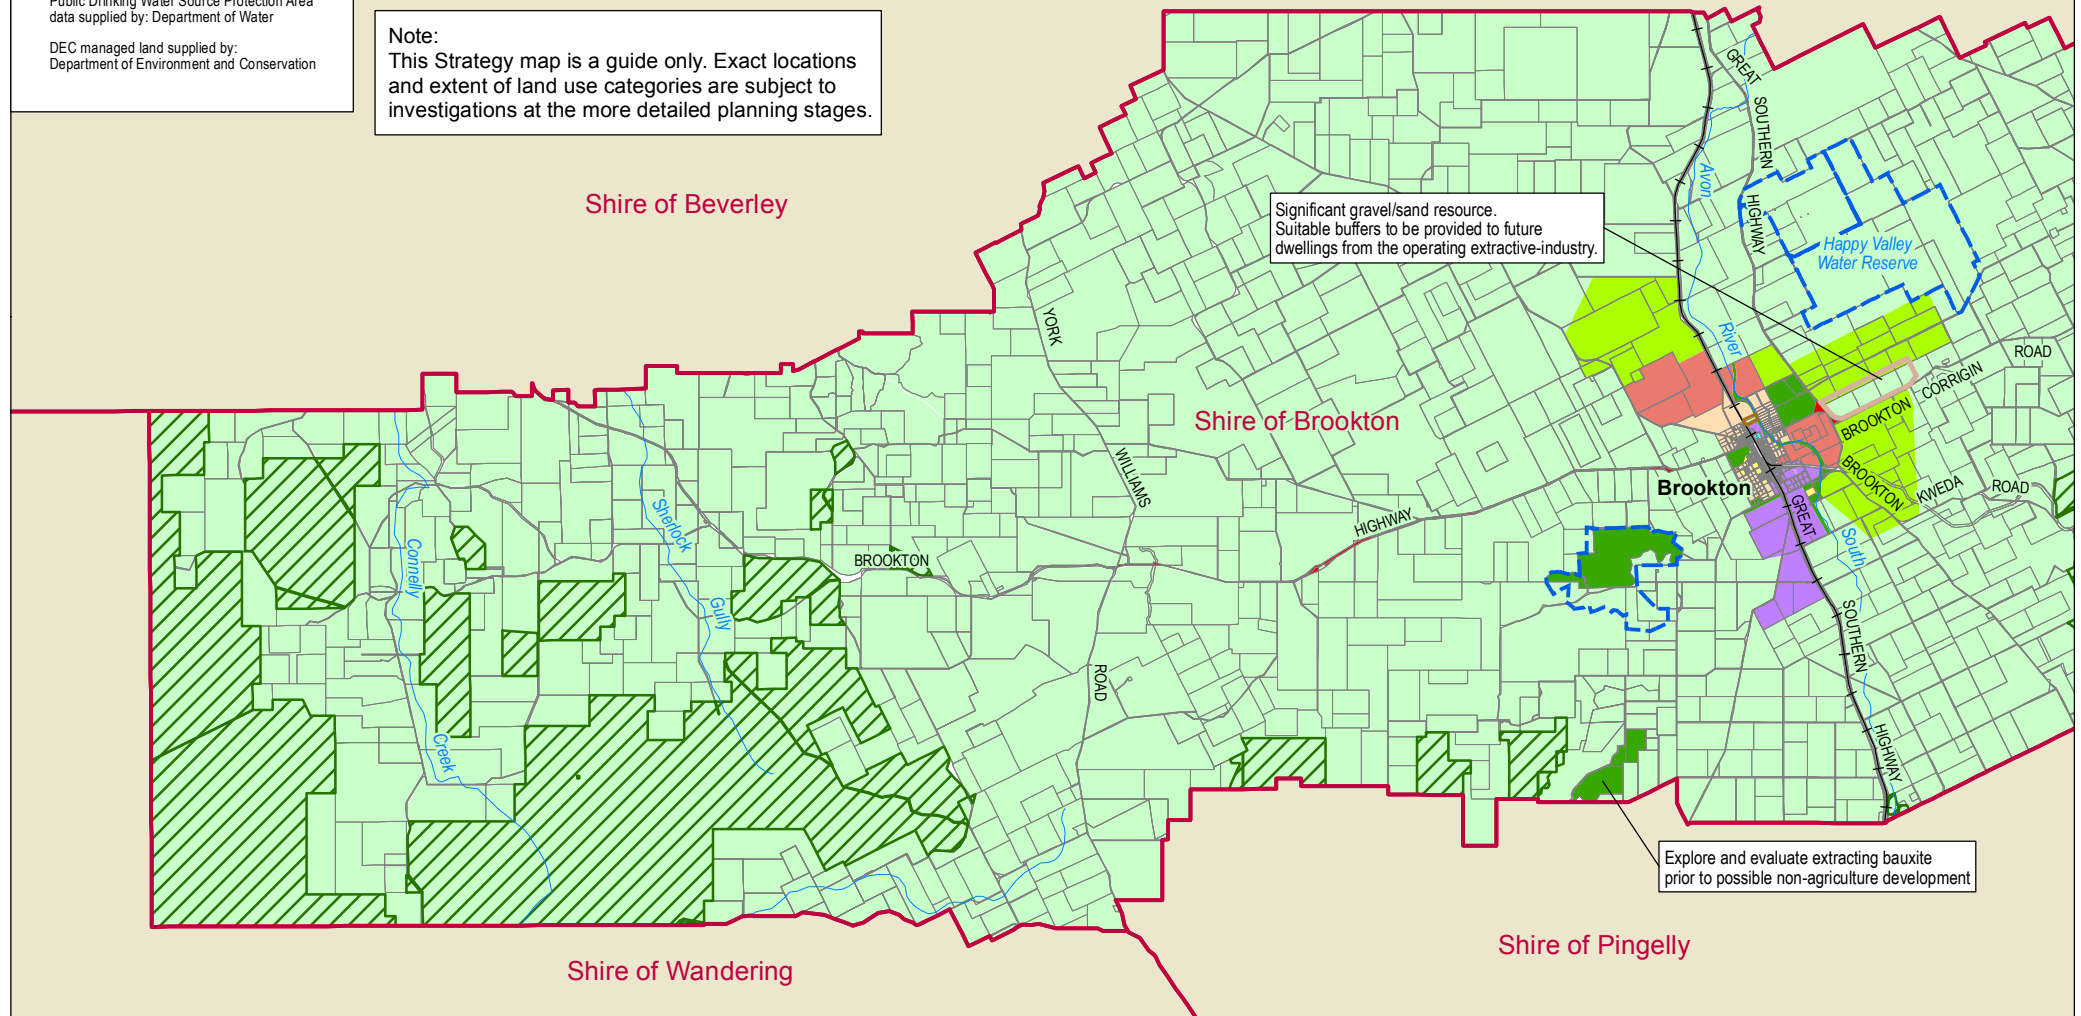 Public Drinking Water Source Protection Area
data supplied by: Department of Water
DEC managed land supplied by:
Department of Environment and Conservation
Note:
This Strategy map is a guide only. Exact locations
and extent of land use categories are subject to
investigations at the more detailed planning stages.
Shire of Beverley
Significant gravel/sand resource.
Suitable buffers to be provided to future
dwellings from the operating extractive-industry.
GREAT
SOUTHERN
HIGHWAY
Avon
River
Happy Valley
Water Reserve
YORK
WILLIAMS
ROAD
Shire of Brookton
BROOKTON
CORRIGIN
ROAD
BROOKTON
KWEDA
ROAD
Brookton
BROOKTON
HIGHWAY
GREAT
SOUTHERN
HIGHWAY
South
Connelly
Creek
Sherlock
Gully
Explore and evaluate extracting bauxite
prior to possible non-agriculture development
Shire of Wandering
Shire of Pingelly